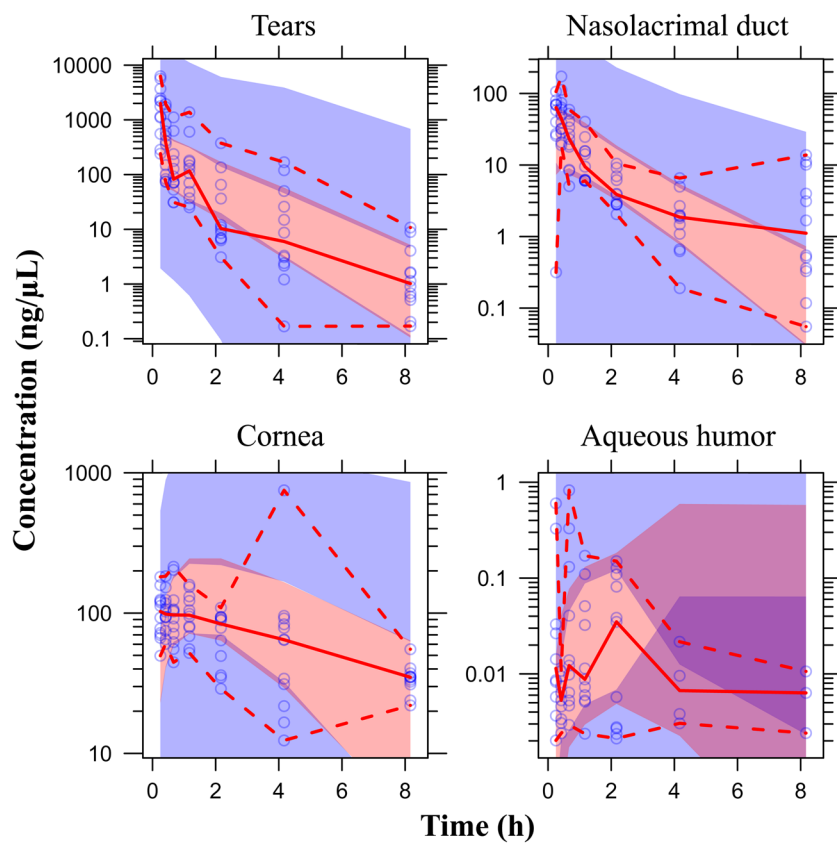 Tears
Nasolacrimal duct
10000
1000
100
10
1
0.1
100
10
1
0.1
0 2 4 6 8
0 2 4 6 8
Cornea
Aqueous humor
1000
100
10
1
0.1
0.01
0 2 4 6 8
0 2 4 6 8
Concentration (ng/µL)
Time (h)